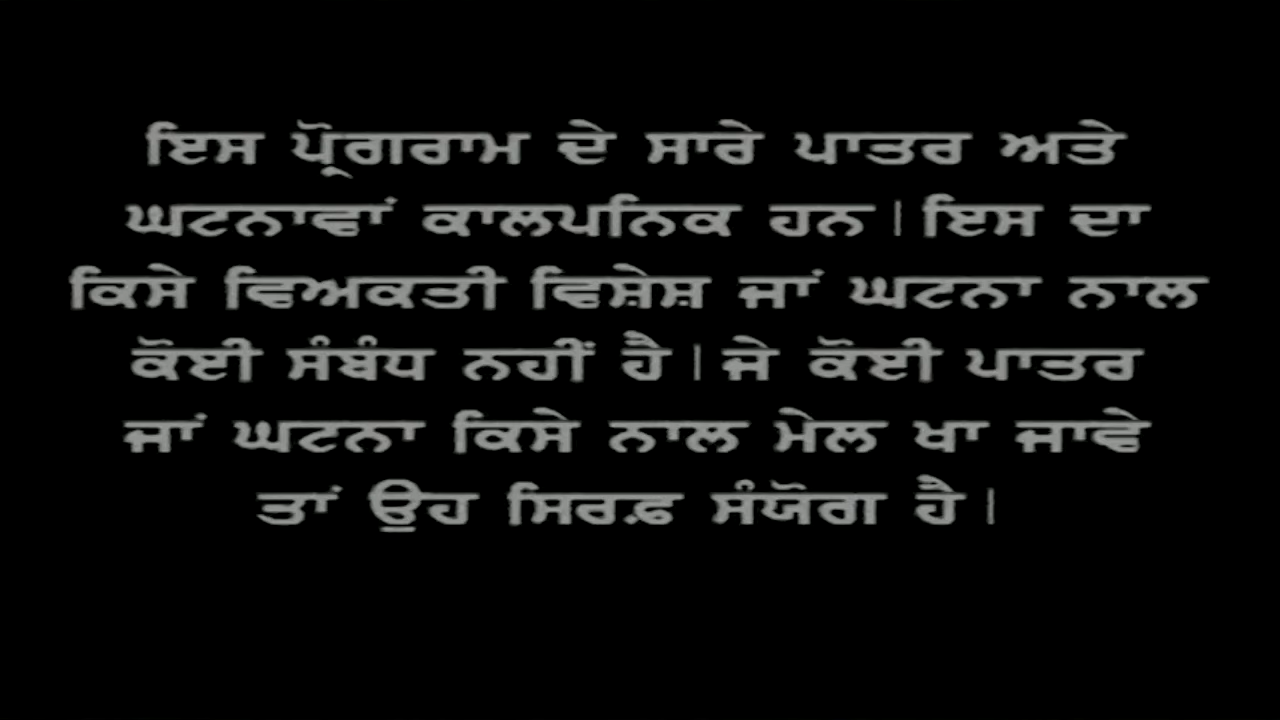 ਇਸ ਪ੍ਰੋਗਰਾਮ ਦੇ ਸਾਰੇ ਪਾਤਰ ਅਤੇ
ਘਟਨਾਵਾਂ ਕਾਲਪਨਿਕ ਹਨ। ਇਸ ਦਾ
ਕਿਸੇ ਵਿਅਕਤੀ ਵਿਸ਼ੇਸ਼ ਜਾਂ ਘਟਨਾ ਨਾਲ
ਕੋਈ ਸੰਬੰਧ ਨਹੀਂ ਹੈ। ਜੇ ਕੋਈ ਪਾਤਰ
ਜਾਂ ਘਟਨਾ ਕਿਸੇ ਨਾਲ ਮੇਲ ਖਾ ਜਾਵੇ
ਤਾਂ ਉਹ ਸਿਰਫ਼ ਸੰਯੋਗ ਹੈ।